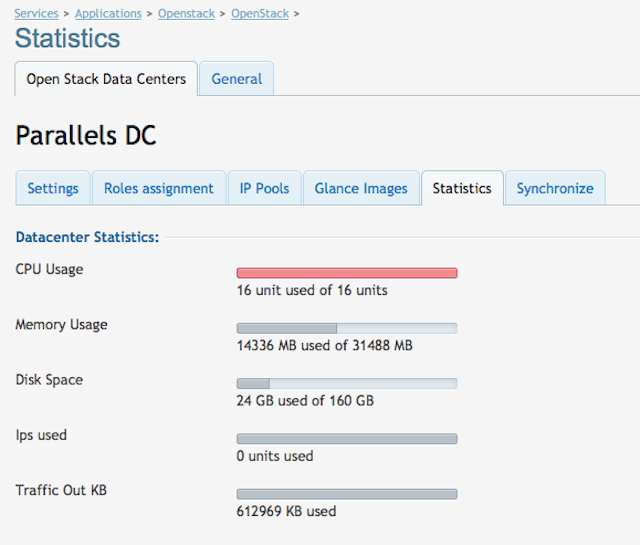 Services > Applications > Openstack > OpenStack >
Statistics
Open Stack Data Centers General
Parallels DC
Settings Roles assignment IP Pools Glance Images Statistics Synchronize
Datacenter Statistics:
CPU Usage
16 unit used of 16 units
Memory Usage
14336 MB used of 31488 MB
Disk Space
24 GB used of 160 GB
Ips used
0 units used
Traffic Out KB
612969 KB used